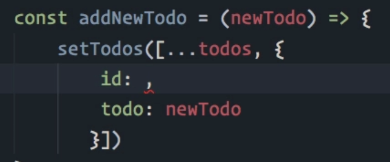 const addNewTodo = (newTodo) => {
setTodos([...todos, {
id: ,
todo: newTodo
}])